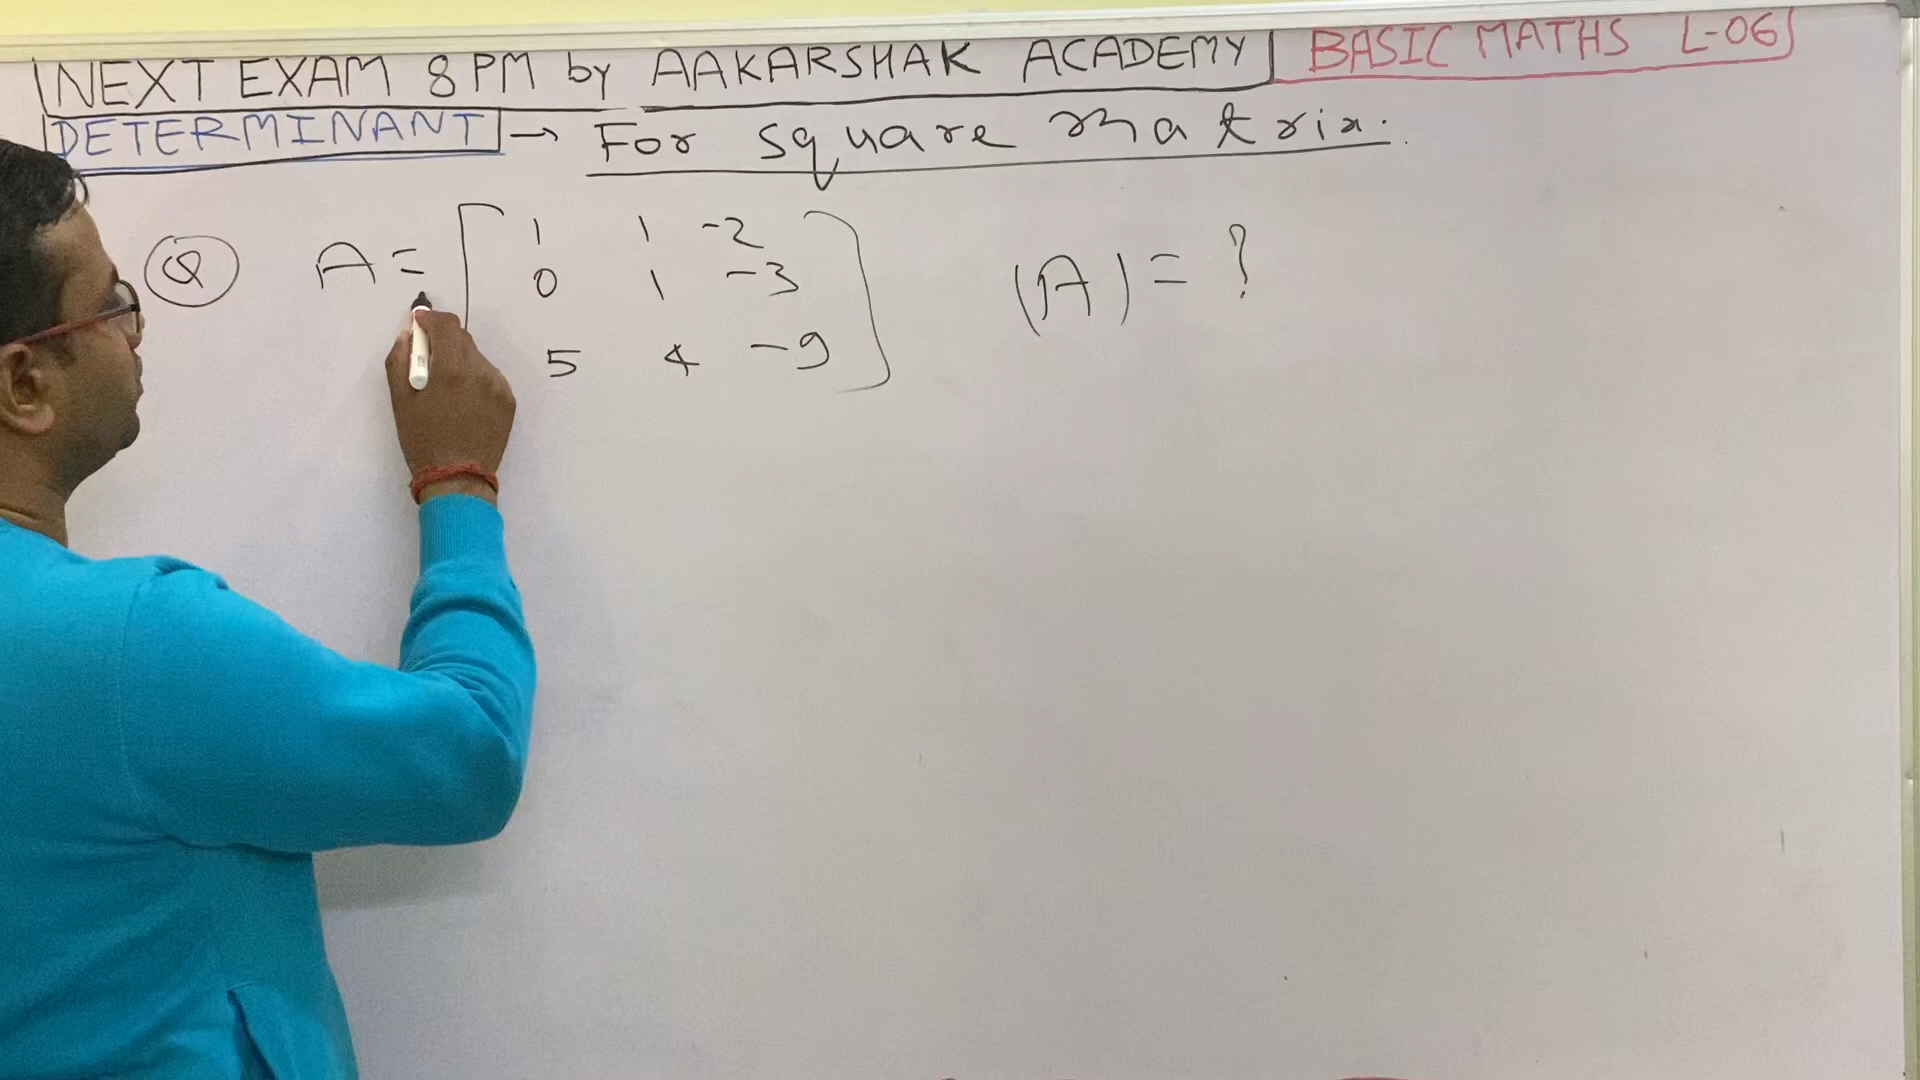 NEXT EXAM 8 PM by AAKARSHAK ACADEMY BASIC MATHS L-06
DETERMINANT → For square matrix.
Q A = [ 1 1 -2
0 1 -3
5 4 -9 ] |A| = ?